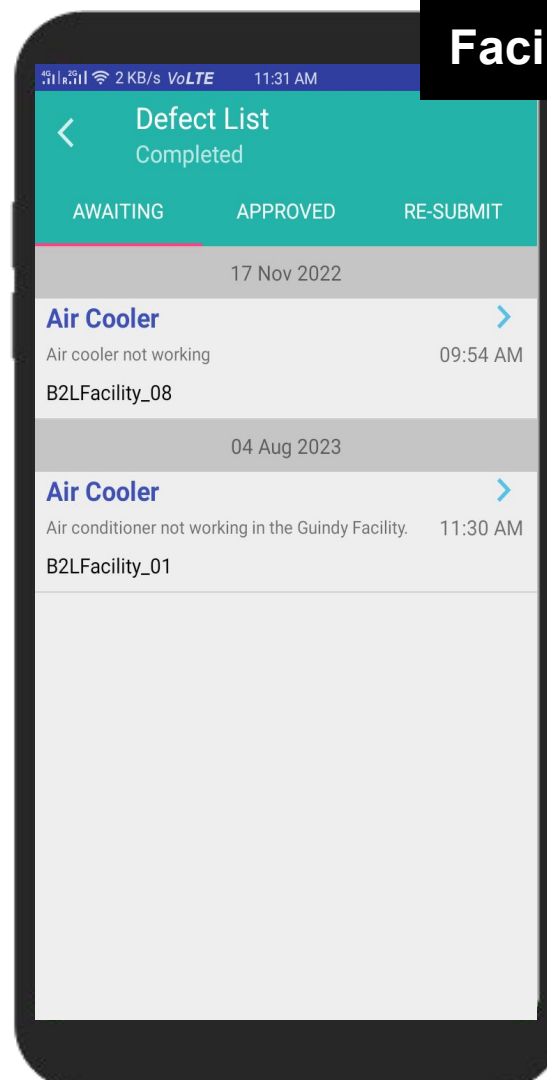 Faci
4G R 2G 2 KB/s VoLTE 11:31 AM
Defect List
Completed
AWAITING APPROVED RE-SUBMIT
17 Nov 2022
Air Cooler
Air cooler not working 09:54 AM
B2LFacility_08
04 Aug 2023
Air Cooler
Air conditioner not working in the Guindy Facility. 11:30 AM
B2LFacility_01